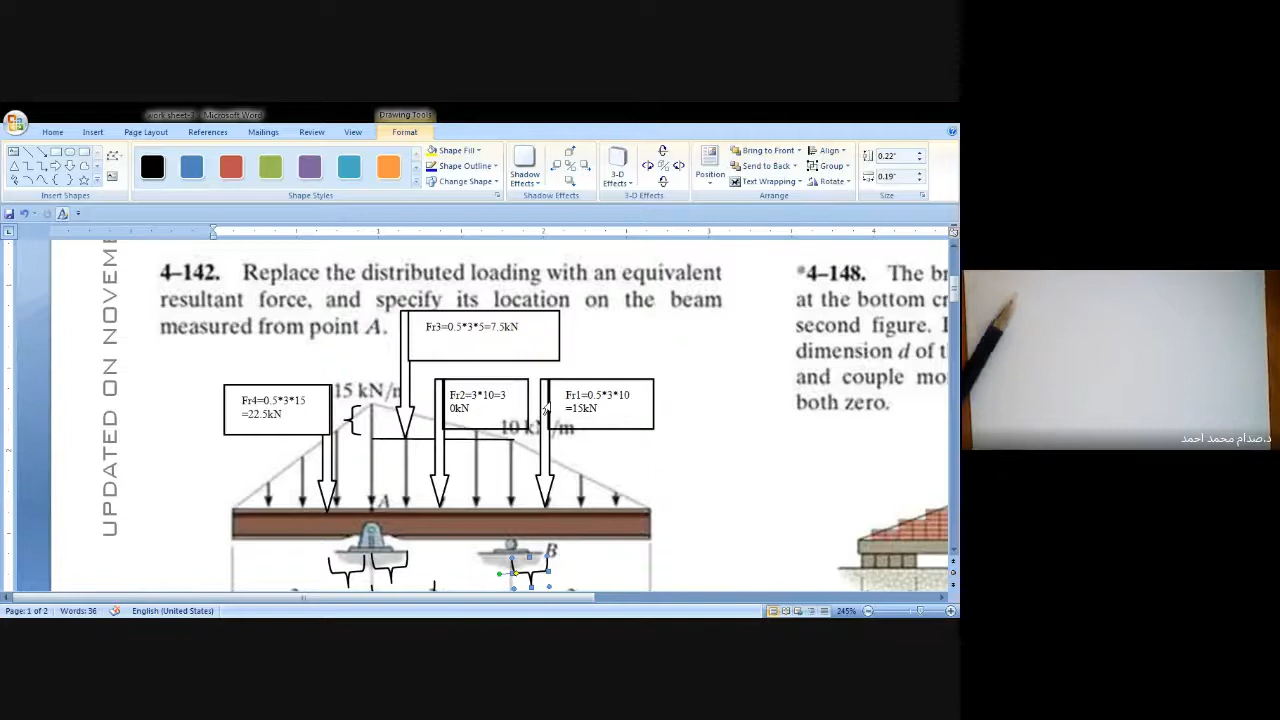 work sheet-3 - Microsoft Word
Drawing Tools
Home Insert Page Layout References Mailings Review View Format
Shape Fill
Shape Outline
Change Shape
Shadow Effects
3-D Effects
Position
Bring to Front
Send to Back
Text Wrapping
Align
Group
Rotate
0.22"
0.19"
Insert Shapes Shape Styles Shadow Effects 3-D Effects Arrange Size
1 2 3 4
UPDATED ON NOVEM
4–142. Replace the distributed loading with an equivalent
resultant force, and specify its location on the beam
measured from point A.
Fr3=0.5*3*5=7.5kN
15 kN/m
Fr4=0.5*3*15
=22.5kN
Fr2=3*10=3
0kN
Fr1=0.5*3*10
=15kN
10 kN/m
A
B
*4–148. The br
at the bottom cr
second figure. I
dimension d of t
and couple mo
both zero.
Page: 1 of 2 Words: 36 English (United States) 245%
د.صدام محمد احمد